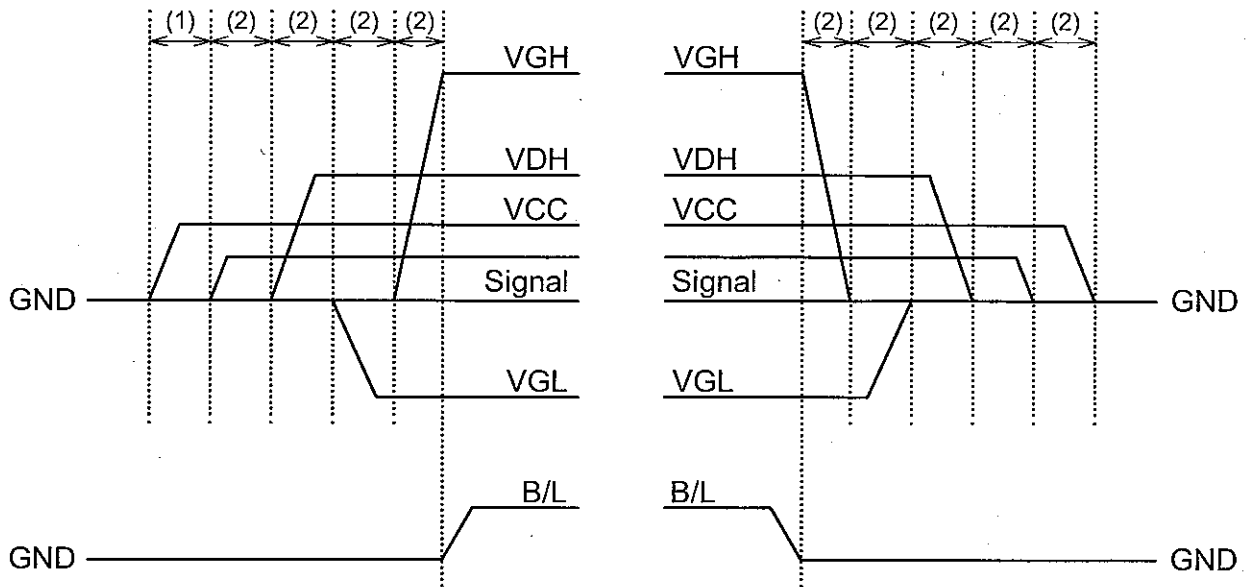 (1) (2) (2) (2) (2) (2) (2) (2) (2) (2)
VGH VGH
VDH VDH
VCC VCC
Signal Signal
GND GND
VGL VGL
B/L B/L
GND GND